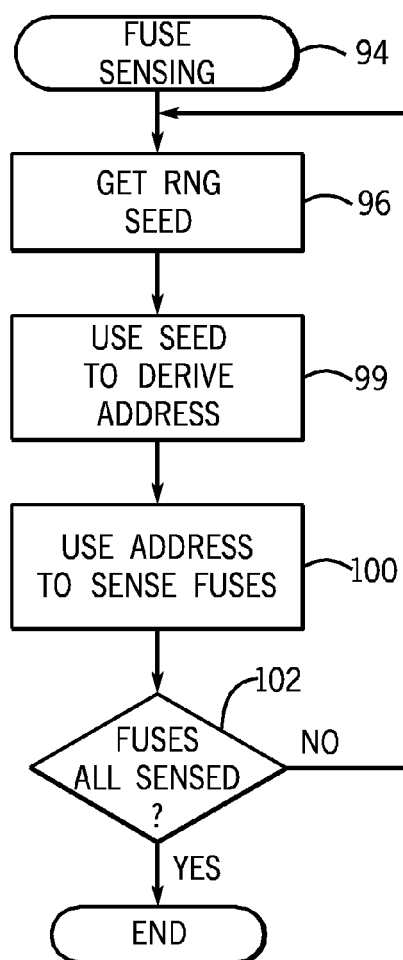 FUSE
SENSING
94
GET RNG
SEED
96
USE SEED
TO DERIVE
ADDRESS
99
USE ADDRESS
TO SENSE FUSES
100
102
FUSES
ALL SENSED
?
NO
YES
END